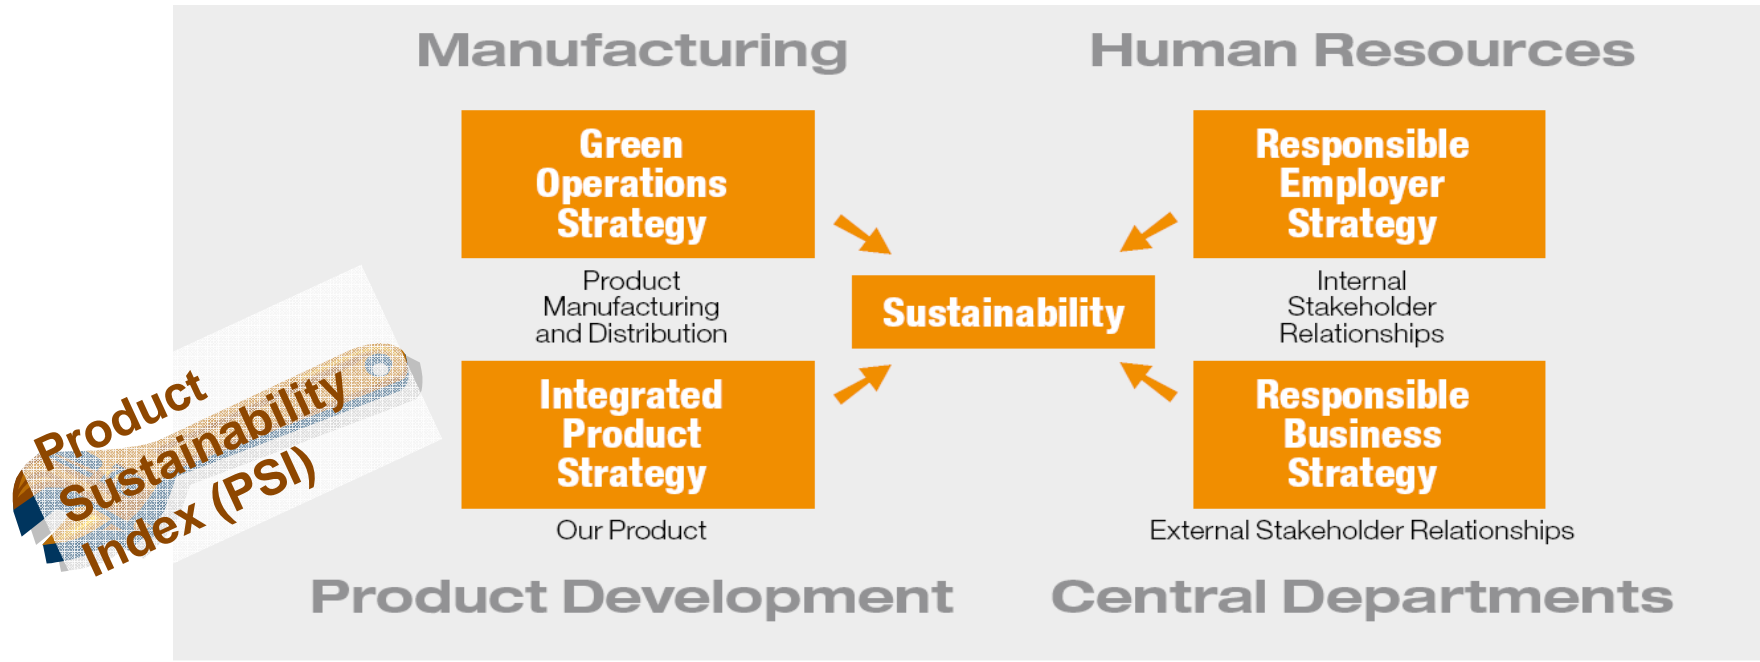 Manufacturing
Human Resources
Green
Operations
Strategy
Product
Manufacturing
and Distribution
Responsible
Employer
Strategy
Internal
Stakeholder
Relationships
Sustainability
Product
Sustainability
Index (PSI)
Integrated
Product
Strategy
Our Product
Responsible
Business
Strategy
External Stakeholder Relationships
Product Development
Central Departments